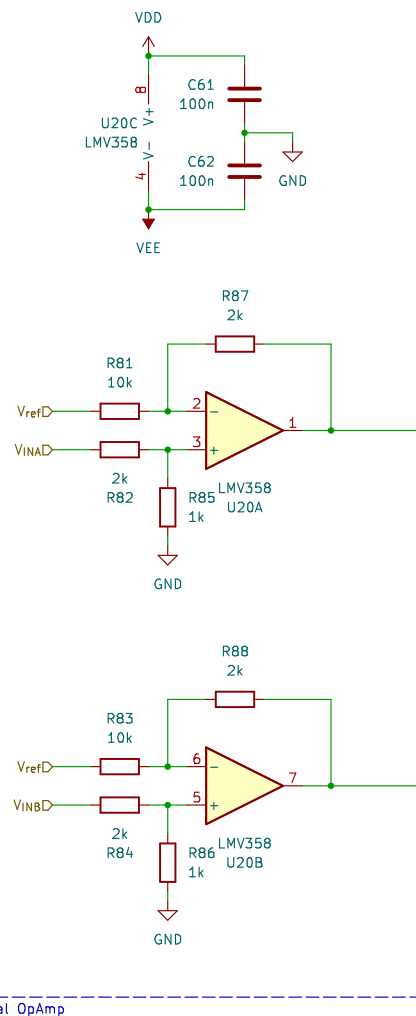 VDD
8
V+
C61
100n
U20C
LMV358
V-
4
C62
100n
GND
VEE
R87
2k
R81
10k
Vref
2
-
1
VINA
3
+
2k
R82
R85
1k
LMV358
U20A
GND
R88
2k
R83
10k
Vref
6
-
7
VINB
5
+
2k
R84
R86
1k
LMV358
U20B
GND
al OpAmp